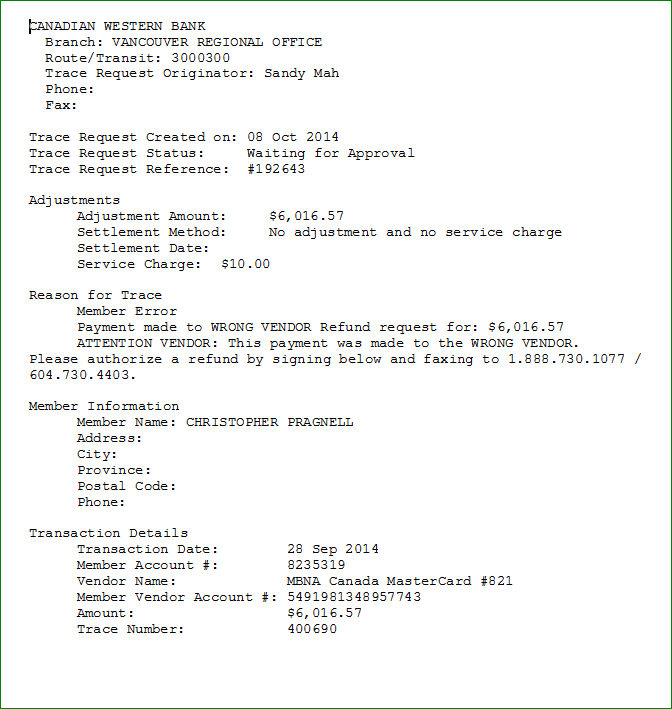 CANADIAN WESTERN BANK
Branch: VANCOUVER REGIONAL OFFICE
Route/Transit: 3000300
Trace Request Originator: Sandy Mah
Phone:
Fax:
Trace Request Created on: 08 Oct 2014
Trace Request Status: Waiting for Approval
Trace Request Reference: #192643
Adjustments
Adjustment Amount: $6,016.57
Settlement Method: No adjustment and no service charge
Settlement Date:
Service Charge: $10.00
Reason for Trace
Member Error
Payment made to WRONG VENDOR Refund request for: $6,016.57
ATTENTION VENDOR: This payment was made to the WRONG VENDOR.
Please authorize a refund by signing below and faxing to 1.888.730.1077 /
604.730.4403.
Member Information
Member Name: CHRISTOPHER PRAGNELL
Address:
City:
Province:
Postal Code:
Phone:
Transaction Details
Transaction Date: 28 Sep 2014
Member Account #: 8235319
Vendor Name: MBNA Canada MasterCard #821
Member Vendor Account #: 5491981348957743
Amount: $6,016.57
Trace Number: 400690